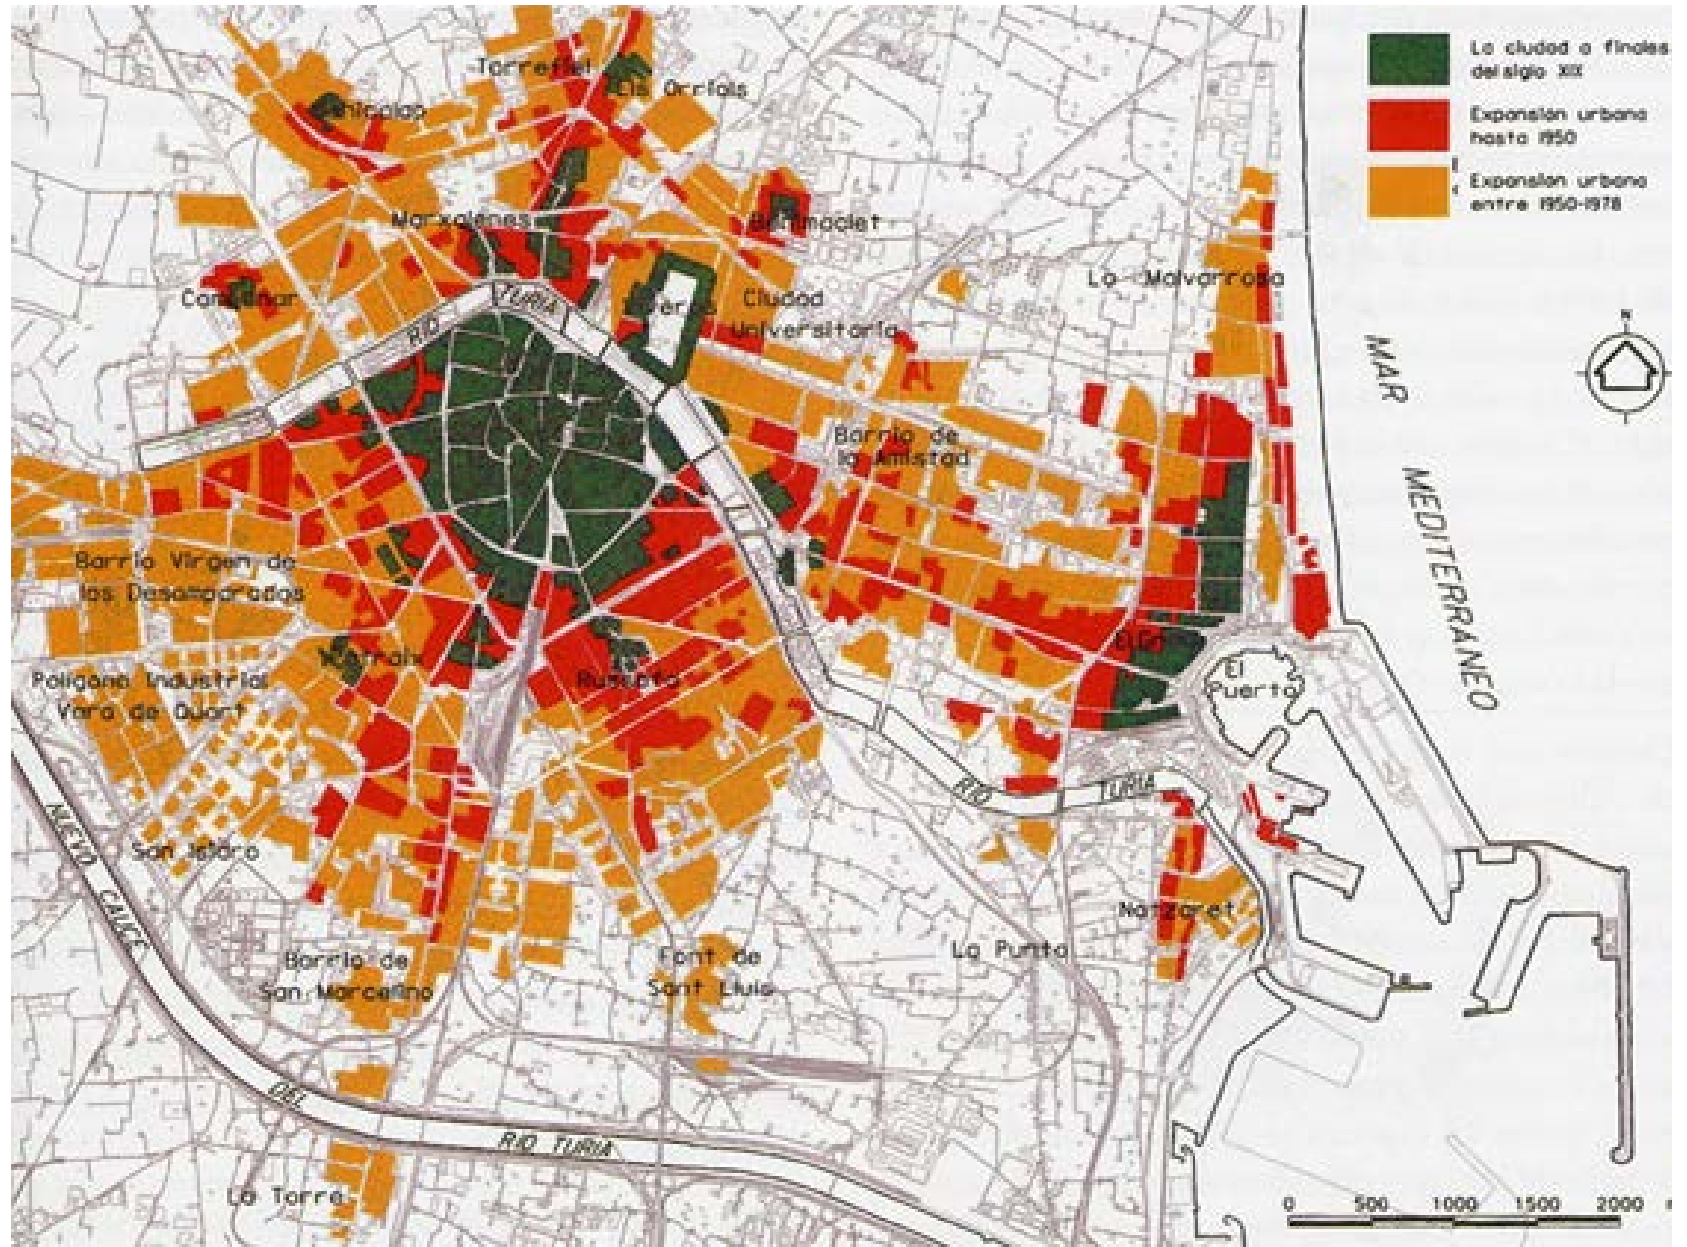 La ciudad a finales
del siglo XIX
Expansion urbana
hasta 1950
Expansion urbana
entre 1950-1978
Torrefiel
Els Orriols
Marxalenes
Benimaclet
La Malvarrosa
Ciudad
Universitaria
RIO
TURIA
N
MAR
MEDITERRANEO
Barrio de
la Amistad
Barrio Virgen de
los Desamparados
Poligono Industrial
Vara de Quart
Russafa
El
Puerto
RIO
TURIA
San Isidro
NUEVO
CAUCE
DEL
RIO TURIA
Natzaret
La Punta
Barrio de
San Marcelino
Font de
Sant Lluis
La Torre
0 500 1000 1500 2000